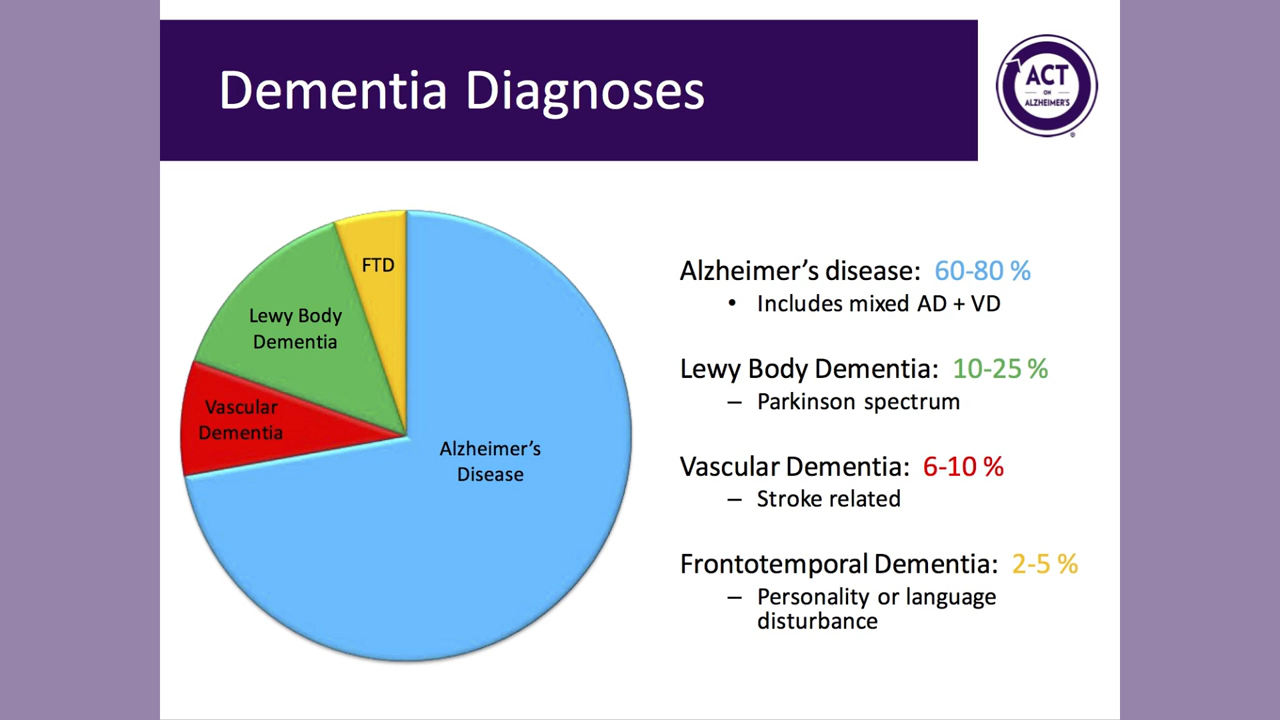 Dementia Diagnoses
ACT
ON
ALZHEIMER'S
®
FTD
Lewy Body
Dementia
Vascular
Dementia
Alzheimer's
Disease
Alzheimer's disease: 60-80 %
• Includes mixed AD + VD
Lewy Body Dementia: 10-25 %
– Parkinson spectrum
Vascular Dementia: 6-10 %
– Stroke related
Frontotemporal Dementia: 2-5 %
– Personality or language
disturbance